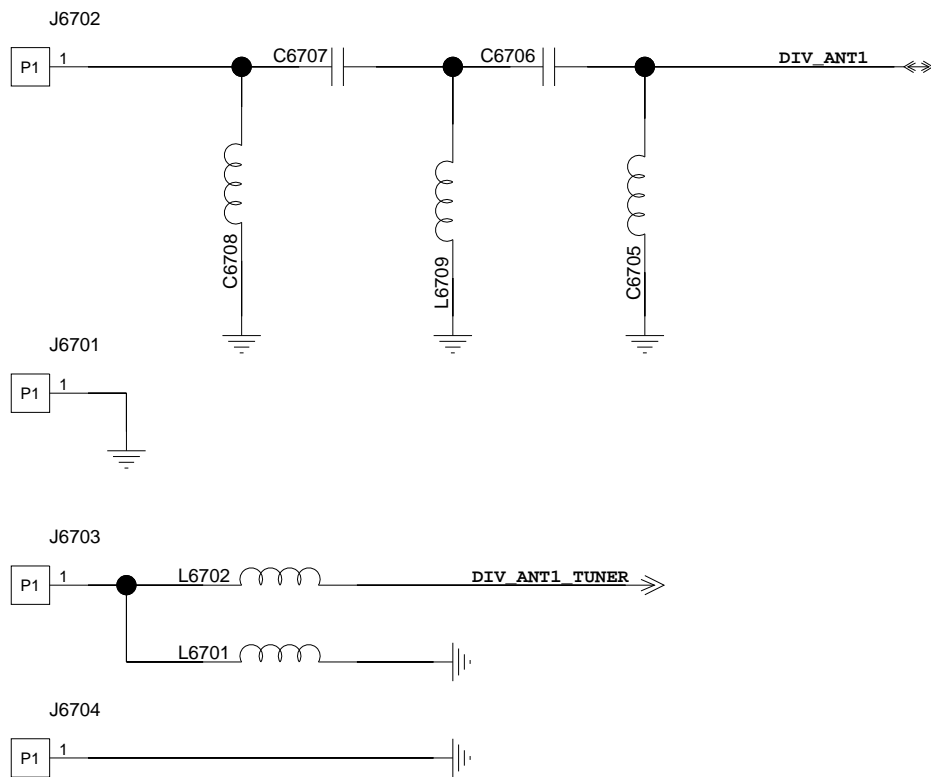 J6702
P1 1 C6707 C6706 DIV_ANT1
C6708 L6709 C6705
J6701
P1 1
J6703
P1 1 L6702 DIV_ANT1_TUNER
L6701
J6704
P1 1